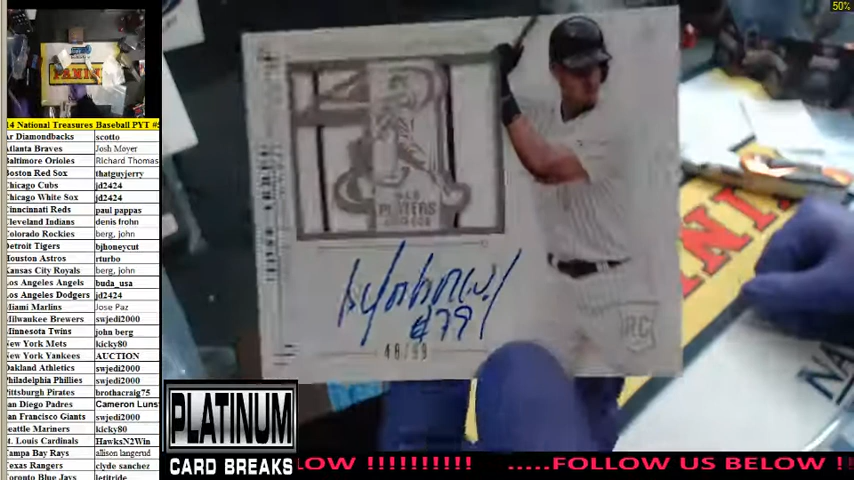 50%
14 National Treasures Baseball PYT #5
Ar Diamondbacks scotto
Atlanta Braves Josh Moyer
Baltimore Orioles Richard Thomas
Boston Red Sox thatguyjerry
Chicago Cubs jd2424
Chicago White Sox jd2424
Cincinnati Reds paul pappas
Cleveland Indians denis frohn
Colorado Rockies berg, john
Detroit Tigers bjhoneycut
Houston Astros rturbo
Kansas City Royals berg, john
Los Angeles Angels buda_usa
Los Angeles Dodgers jd2424
Miami Marlins Jose Paz
Milwaukee Brewers swjedi2000
Minnesota Twins john berg
New York Mets kicky80
New York Yankees AUCTION
Oakland Athletics swjedi2000
Philadelphia Phillies swjedi2000
Pittsburgh Pirates brothacraig75
San Diego Padres Cameron Luns
San Francisco Giants swjedi2000
Seattle Mariners kicky80
St. Louis Cardinals HawksN2Win
Tampa Bay Rays allison langerud
Texas Rangers clyde sanchez
Toronto Blue Jays letitride
PANINI
PLAYERS
#79
48/99
RC
PLATINUM
CARD BREAKS
LOW !!!!!!!!!! .....FOLLOW US BELOW !!